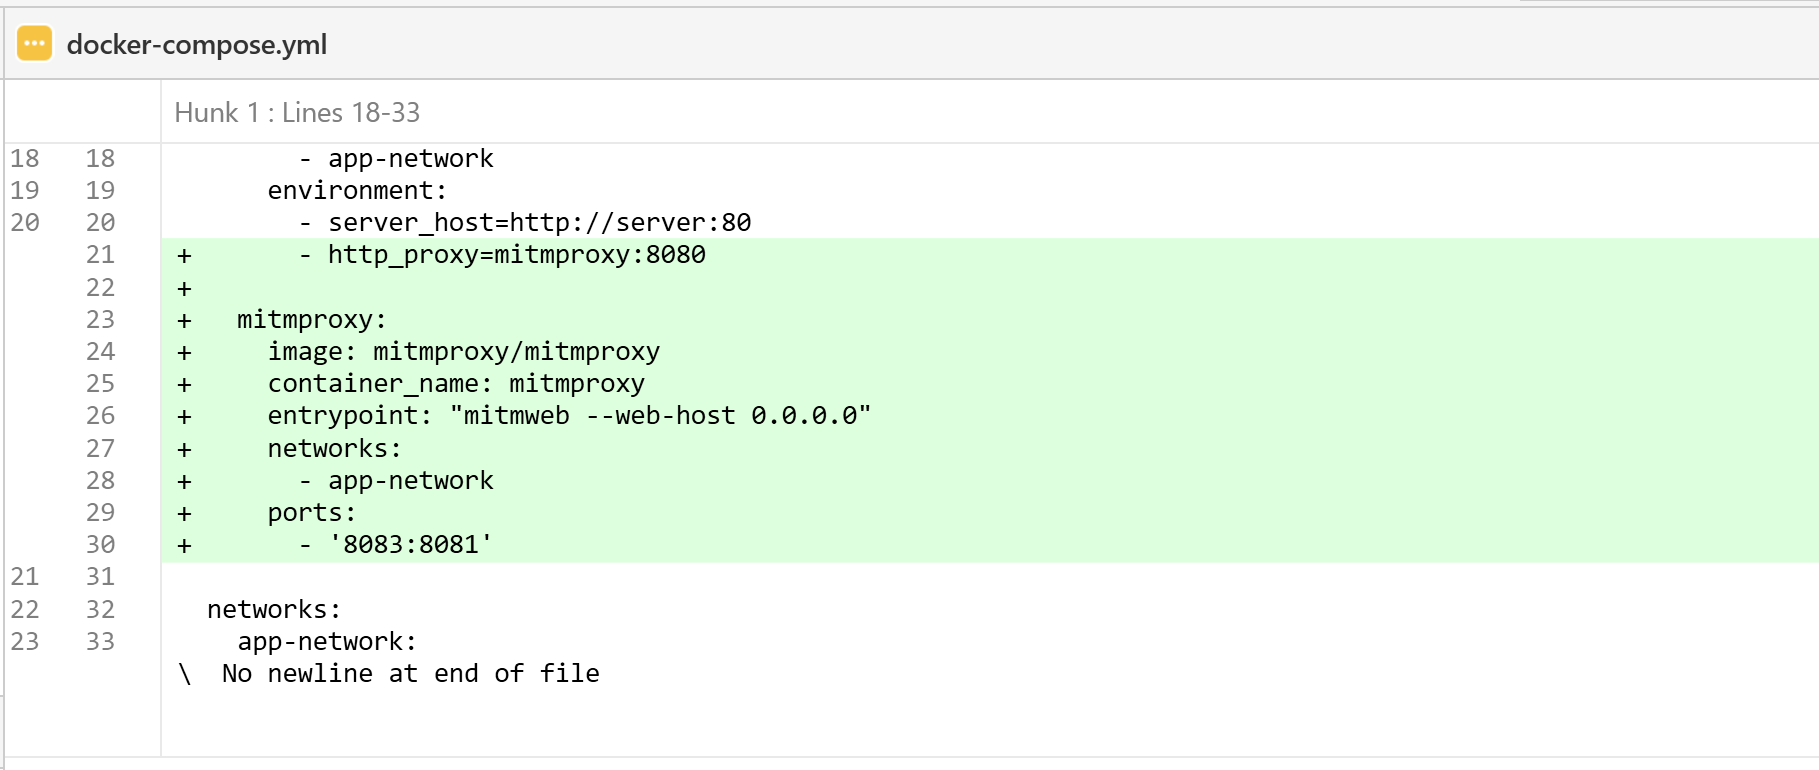 docker-compose.yml
Hunk 1 : Lines 18-33
18 18 - app-network
19 19 environment:
20 20 - server_host=http://server:80
21 + - http_proxy=mitmproxy:8080
22 +
23 + mitmproxy:
24 + image: mitmproxy/mitmproxy
25 + container_name: mitmproxy
26 + entrypoint: "mitmweb --web-host 0.0.0.0"
27 + networks:
28 + - app-network
29 + ports:
30 + - '8083:8081'
21 31
22 32 networks:
23 33 app-network:
\ No newline at end of file